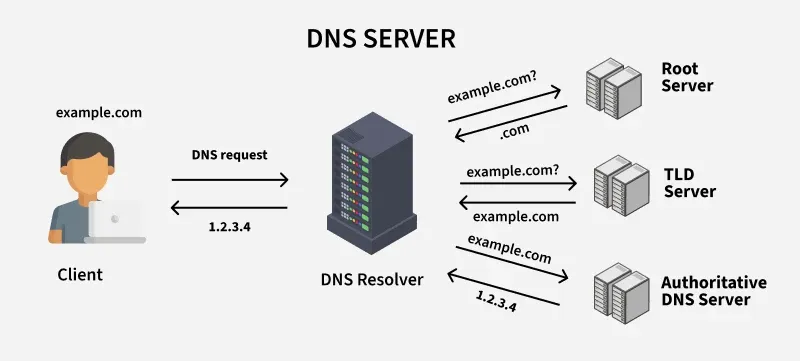 DNS SERVER
example.com
DNS request
1.2.3.4
Client
DNS Resolver
example.com?
.com
Root
Server
example.com?
example.com
TLD
Server
example.com
1.2.3.4
Authoritative
DNS Server